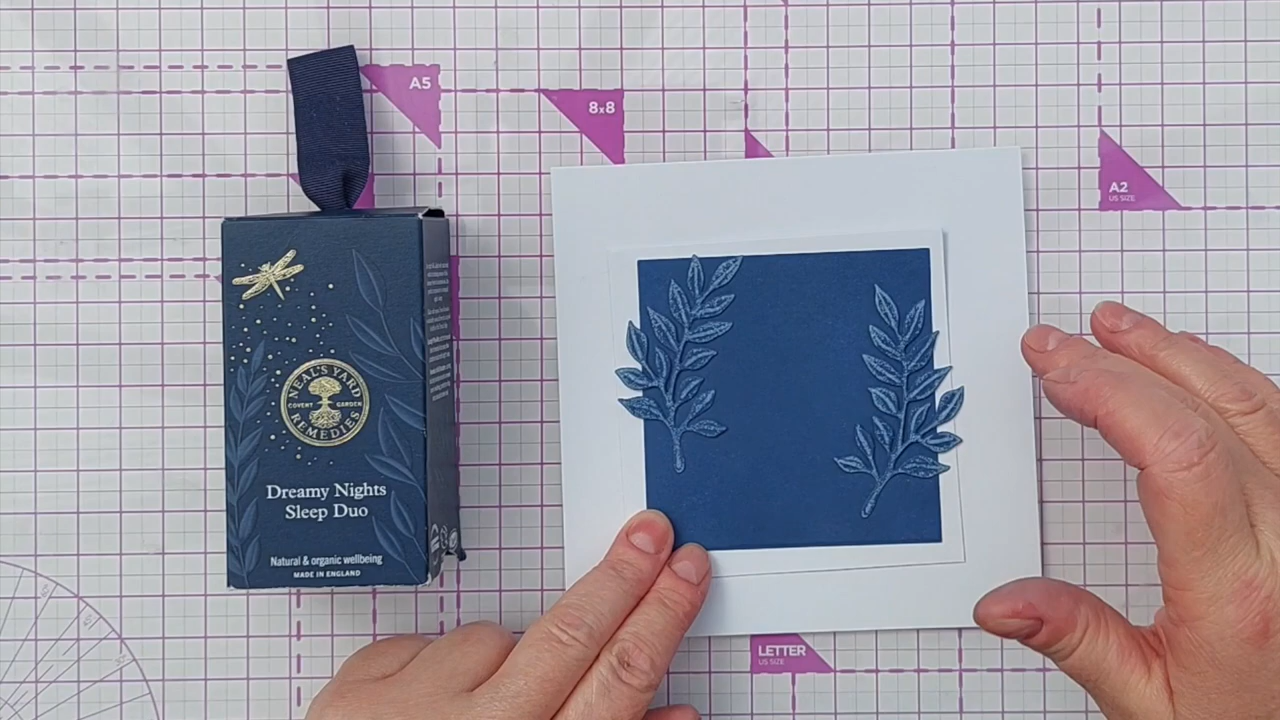 A5
8x8
A2
US SIZE
NEAL'S YARD
COVENT GARDEN
REMEDIES
Dreamy Nights
Sleep Duo
Natural & organic wellbeing
MADE IN ENGLAND
LETTER
US SIZE